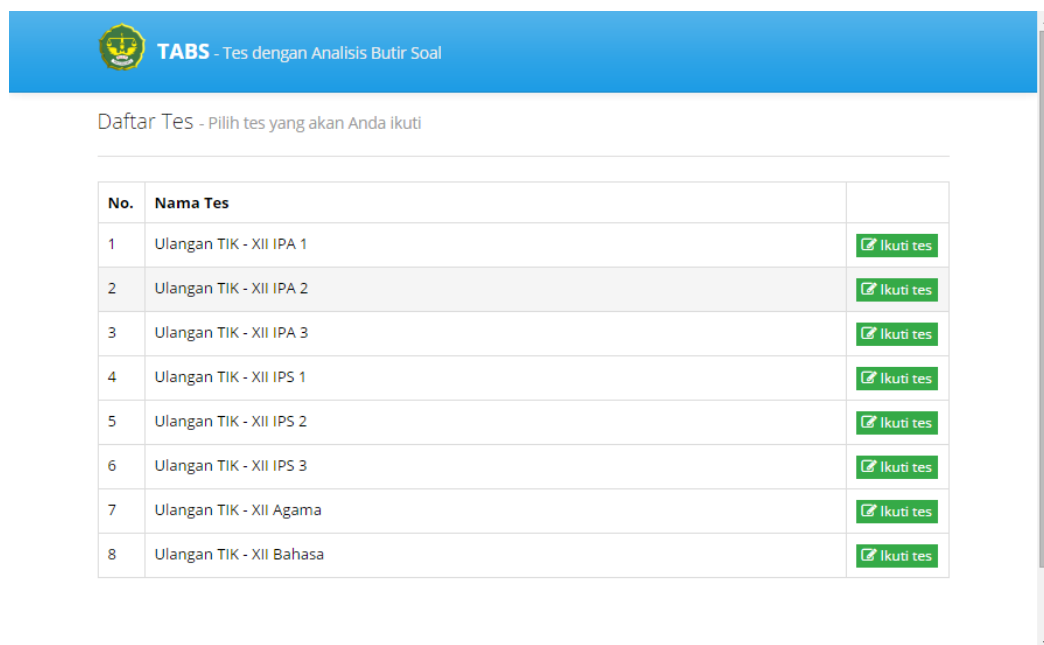 TABS - Tes dengan Analisis Butir Soal
Daftar Tes - Pilih tes yang akan Anda ikuti
No. Nama Tes
1 Ulangan TIK - XII IPA 1 Ikuti tes
2 Ulangan TIK - XII IPA 2 Ikuti tes
3 Ulangan TIK - XII IPA 3 Ikuti tes
4 Ulangan TIK - XII IPS 1 Ikuti tes
5 Ulangan TIK - XII IPS 2 Ikuti tes
6 Ulangan TIK - XII IPS 3 Ikuti tes
7 Ulangan TIK - XII Agama Ikuti tes
8 Ulangan TIK - XII Bahasa Ikuti tes